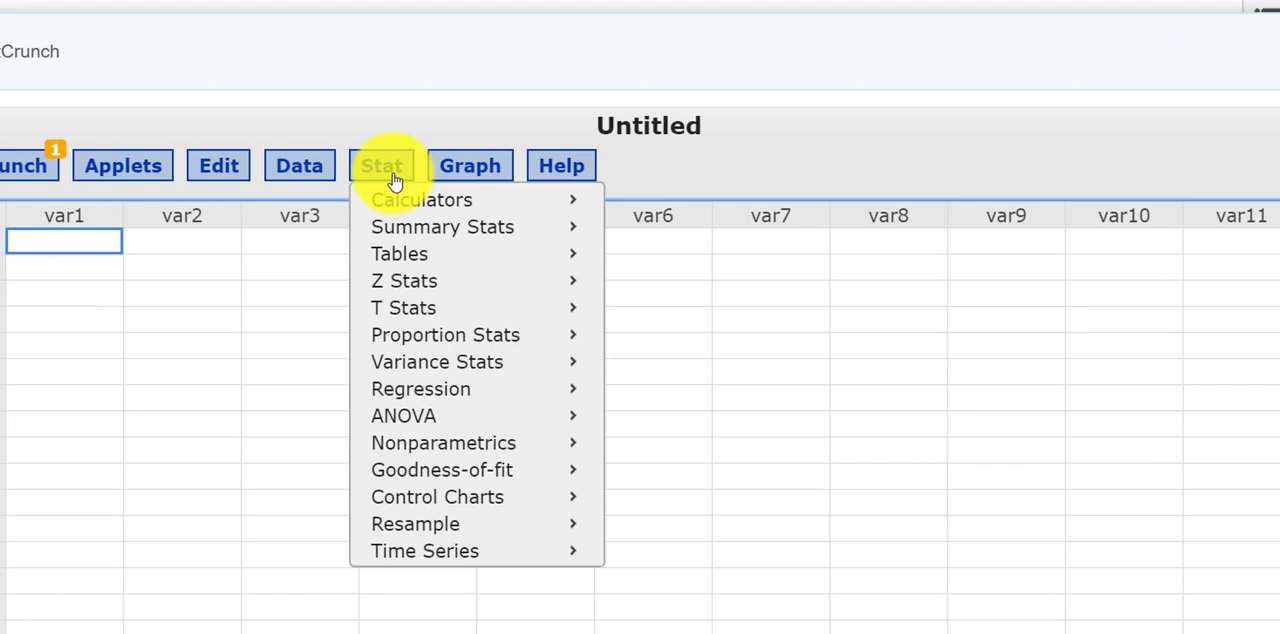 tCrunch
Untitled
unch 1 Applets Edit Data Stat Graph Help
var1 var2 var3 var6 var7 var8 var9 var10 var11
Calculators
Summary Stats
Tables
Z Stats
T Stats
Proportion Stats
Variance Stats
Regression
ANOVA
Nonparametrics
Goodness-of-fit
Control Charts
Resample
Time Series